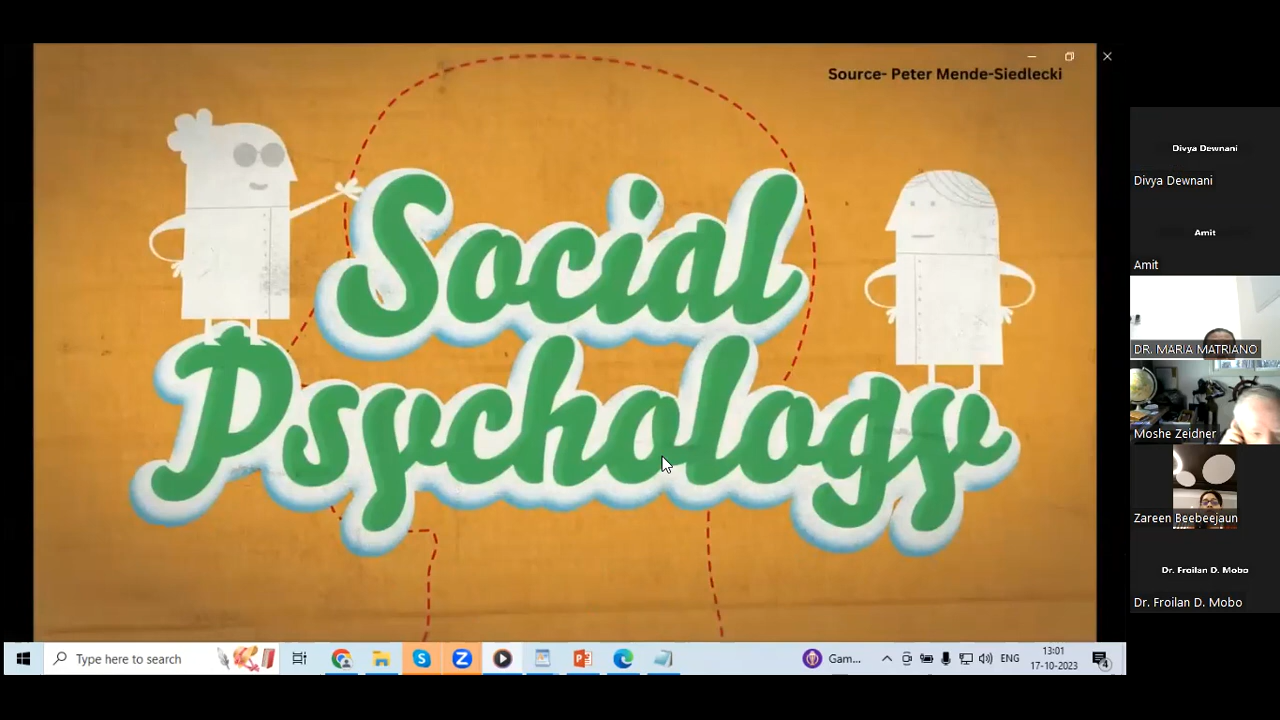 Source- Peter Mende-Siedlecki
Social
Psychology
Divya Dewnani
Divya Dewnani
Amit
Amit
DR. MARIA MATRIANO
Moshe Zeidner
Zareen Beebeejaun
Dr. Froilan D. Mobo
Dr. Froilan D. Mobo
Type here to search
Gam...
ENG
13:01
17-10-2023
4